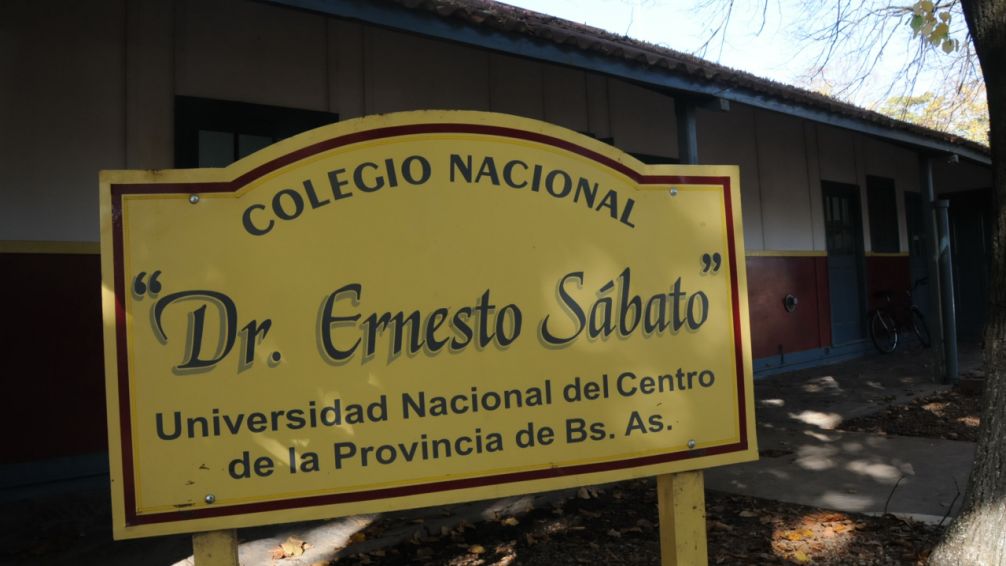 COLEGIO NACIONAL
"Dr. Ernesto Sábato"
Universidad Nacional del Centro
de la Provincia de Bs. As.